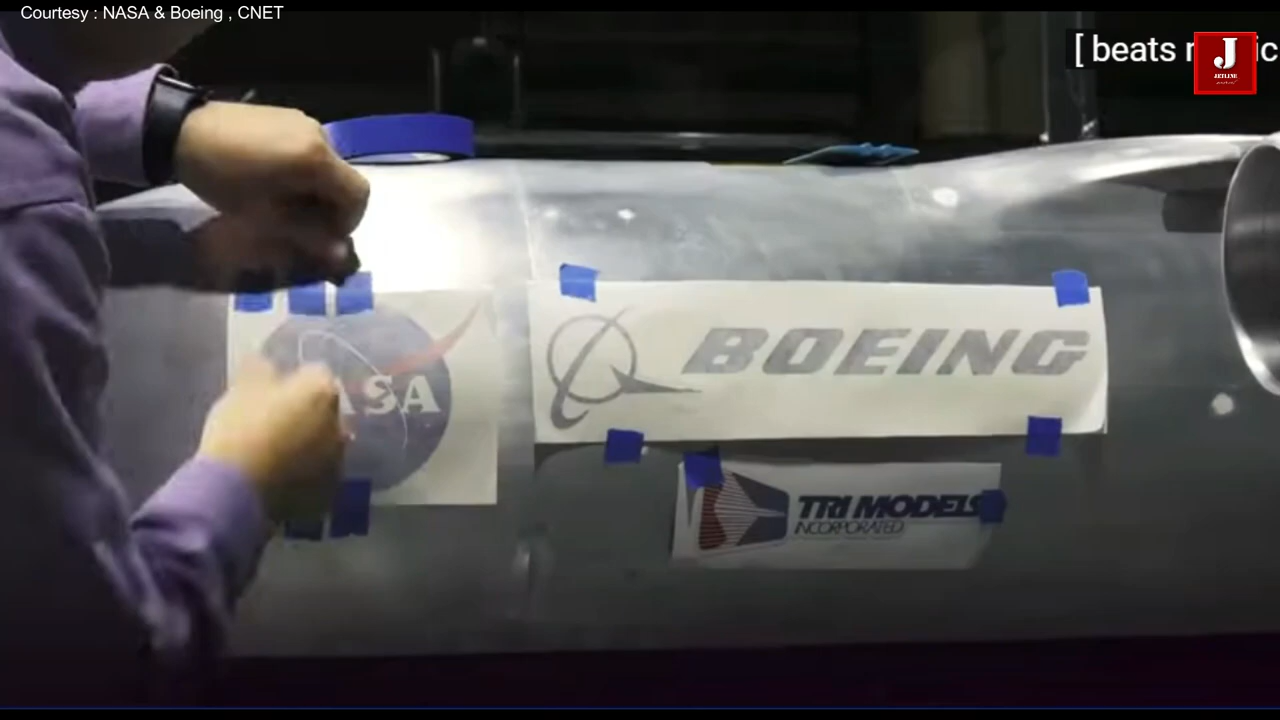 Courtesy : NASA & Boeing , CNET
[ beats
J
NASA
BOEING
TRI MODELS
INCORPORATED